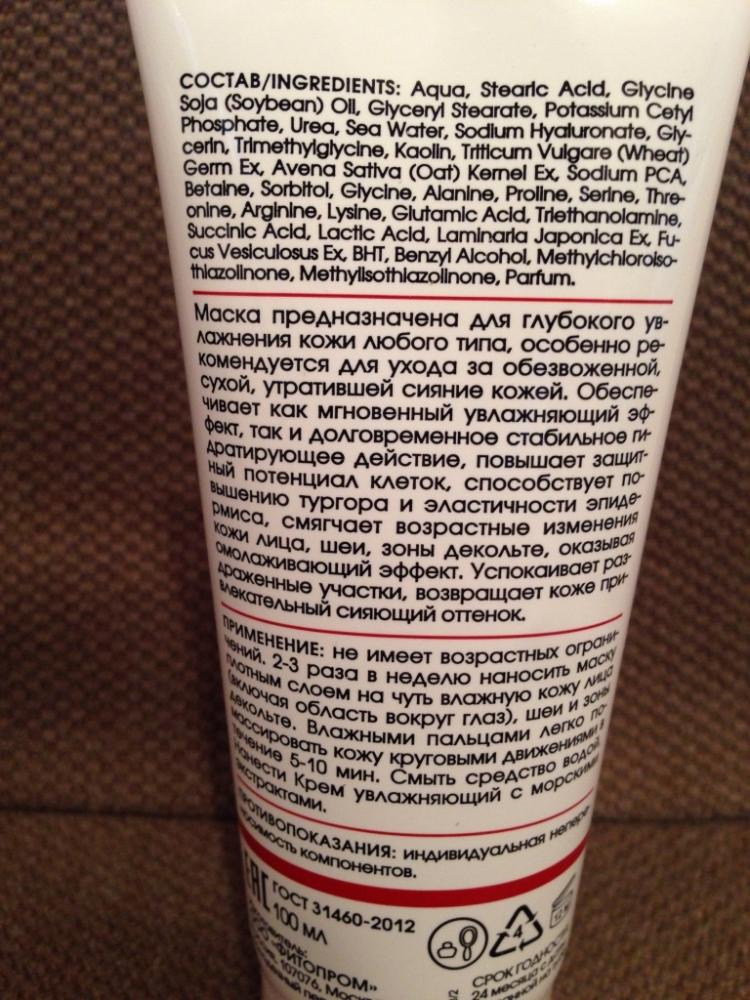 СОСТАВ/INGREDIENTS: Aqua, Stearic Acid, Glycine
Soja (Soybean) Oil, Glyceryl Stearate, Potassium Cetyl
Phosphate, Urea, Sea Water, Sodium Hyaluronate, Gly-
cerin, Trimethylglycine, Kaolin, Triticum Vulgare (Wheat)
Germ Ex, Avena Sativa (Oat) Kernel Ex, Sodium PCA,
Betaine, Sorbitol, Glycine, Alanine, Proline, Serine, Thre-
onine, Arginine, Lysine, Glutamic Acid, Triethanolamine,
Succinic Acid, Lactic Acid, Laminaria Japonica Ex, Fu-
cus Vesiculosus Ex, BHT, Benzyl Alcohol, Methylchloroiso-
thiazolinone, Methylisothiazolinone, Parfum.
Маска предназначена для глубокого ув-
лажнения кожи любого типа, особенно ре-
комендуется для ухода за обезвоженной,
сухой, утратившей сияние кожей. Обеспе-
чивает как мгновенный увлажняющий эф-
фект, так и долговременное стабильное ги-
дратирующее действие, повышает защит-
ный потенциал клеток, способствует по-
вышению тургора и эластичности эпиде-
рмиса, смягчает возрастные изменения
кожи лица, шеи, зоны декольте, оказывая
омолаживающий эффект. Успокаивает раз-
драженные участки, возвращает коже при-
влекательный сияющий оттенок.
ПРИМЕНЕНИЕ: не имеет возрастных ограни-
чений. 2-3 раза в неделю наносить маску
плотным слоем на чуть влажную кожу лица
(включая область вокруг глаз), шеи и зоны
декольте. Влажными пальцами легко по-
массировать кожу круговыми движениями в
течение 5-10 мин. Смыть средство водой.
Нанести Крем увлажняющий с морскими
экстрактами.
ПРОТИВОПОКАЗАНИЯ: индивидуальная непере-
носимость компонентов.
EAC ГОСТ 31460-2012
100 МЛ
4
«ФИТОПРОМ»
107076,
СРОК ГОДНОСТИ
24 месяца с